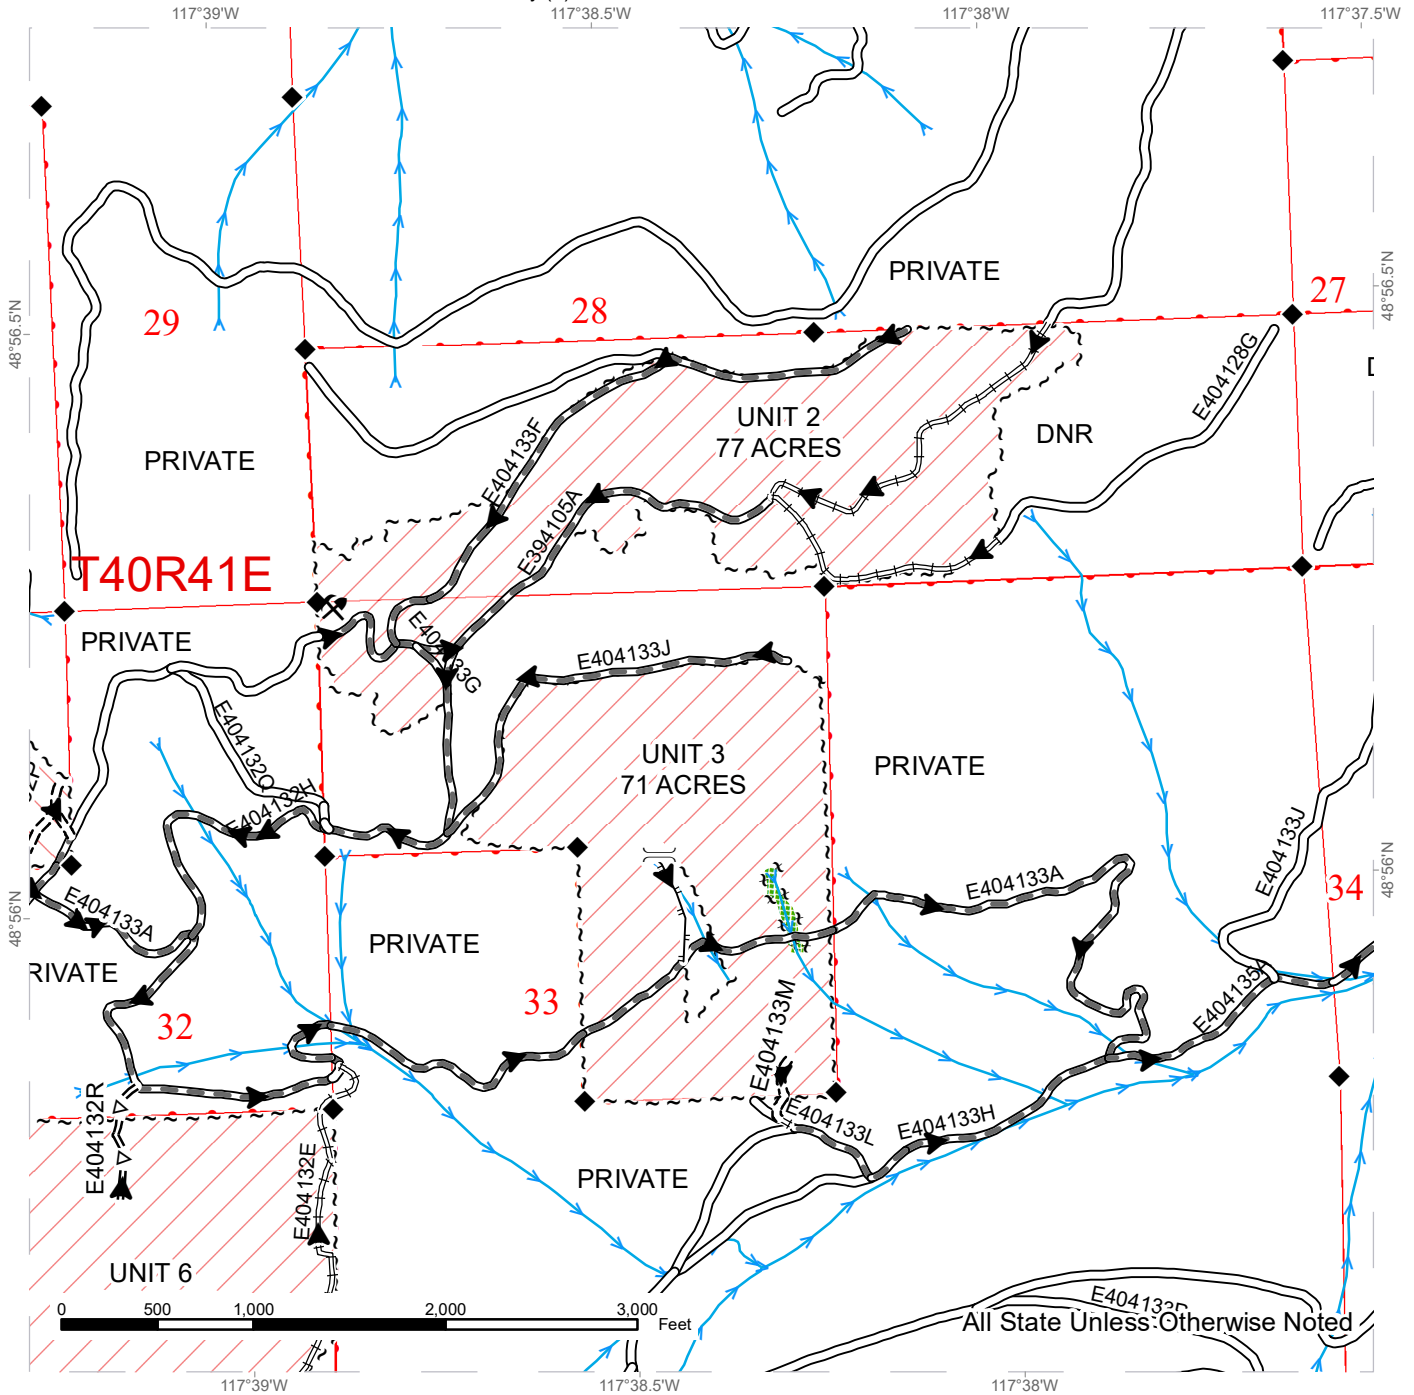 117°39'W
117°38.5'W
117°38'W
117°37.5'W
PRIVATE
27
48°56.5'N
48°56.5'N
29
28
E404128G
UNIT 2
77 ACRES
DNR
PRIVATE
E404133F
E394105A
T40R41E
PRIVATE
E404133G
E404133J
E404132Q
UNIT 3
71 ACRES
PRIVATE
E404132H
E404133J
48°56'N
48°56'N
E404133A
34
E404133A
PRIVATE
RIVATE
33
32
E404133M
E404135A
E404132R
E404133L
E404133H
E404132E
PRIVATE
UNIT 6
0 500 1,000 2,000 3,000
Feet
All State Unless Otherwise Noted
117°39'W
117°38.5'W
117°38'W